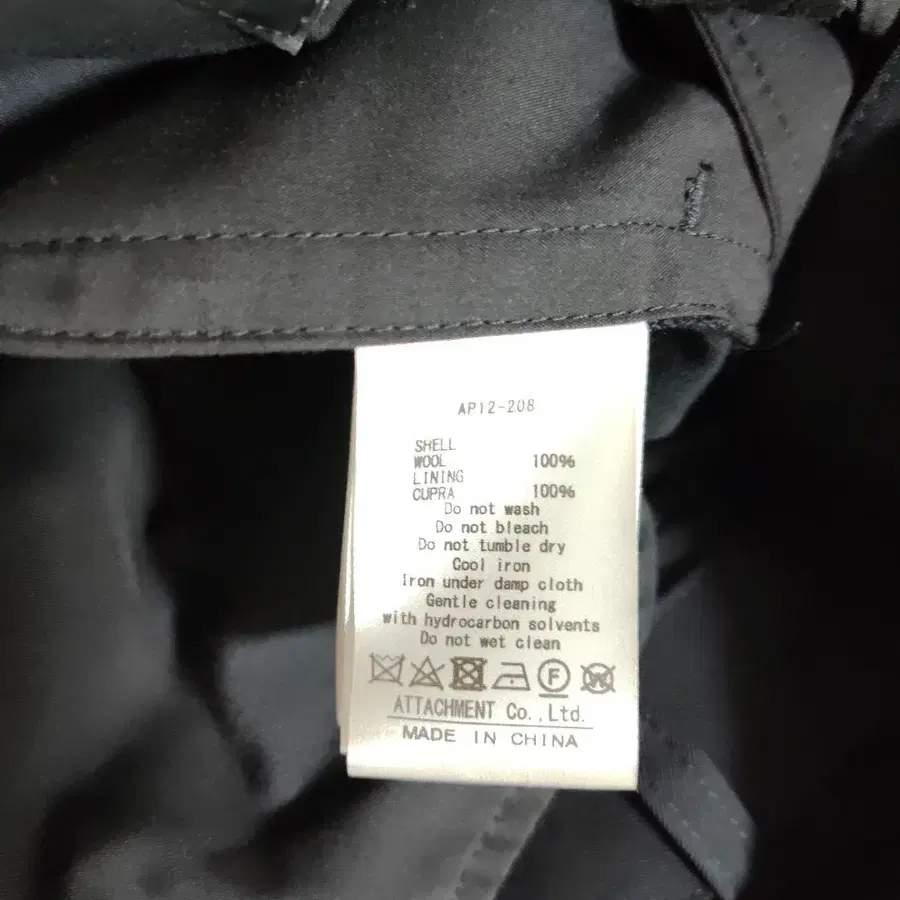 AP12-208
SHELL
WOOL 100%
LINING
CUPRA 100%
Do not wash
Do not bleach
Do not tumble dry
Cool iron
Iron under damp cloth
Gentle cleaning
with hydrocarbon solvents
Do not wet clean
F W
ATTACHMENT Co.,Ltd.
MADE IN CHINA